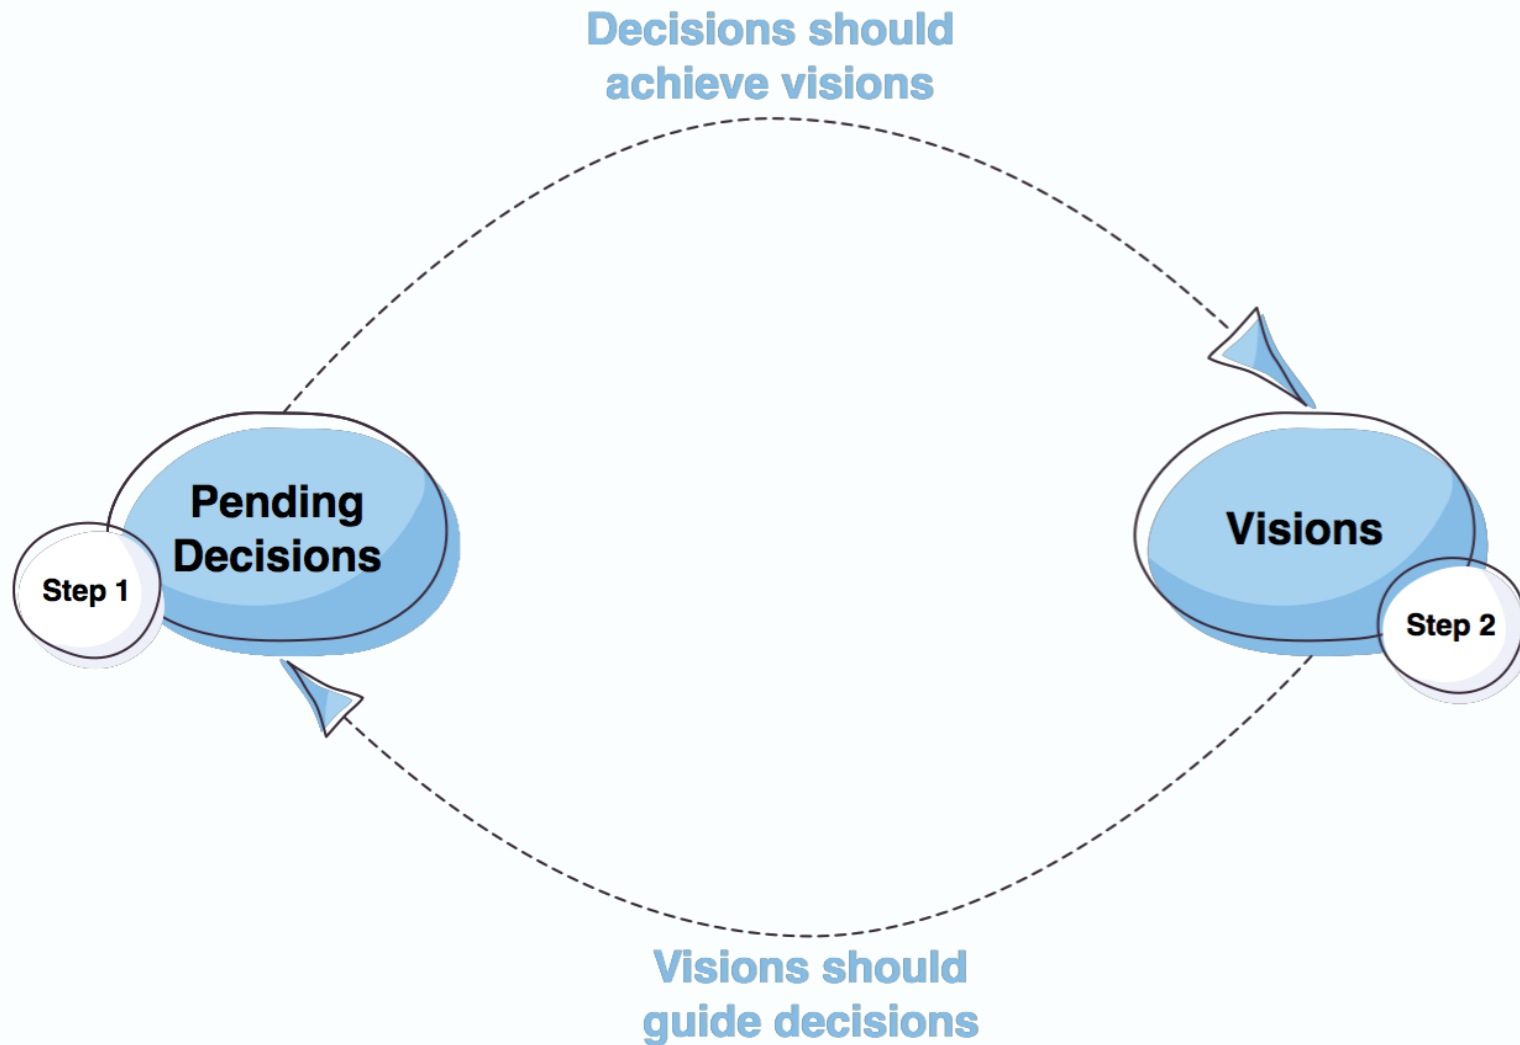 Decisions should
achieve visions
Pending
Decisions
Step 1
Visions
Step 2
Visions should
guide decisions